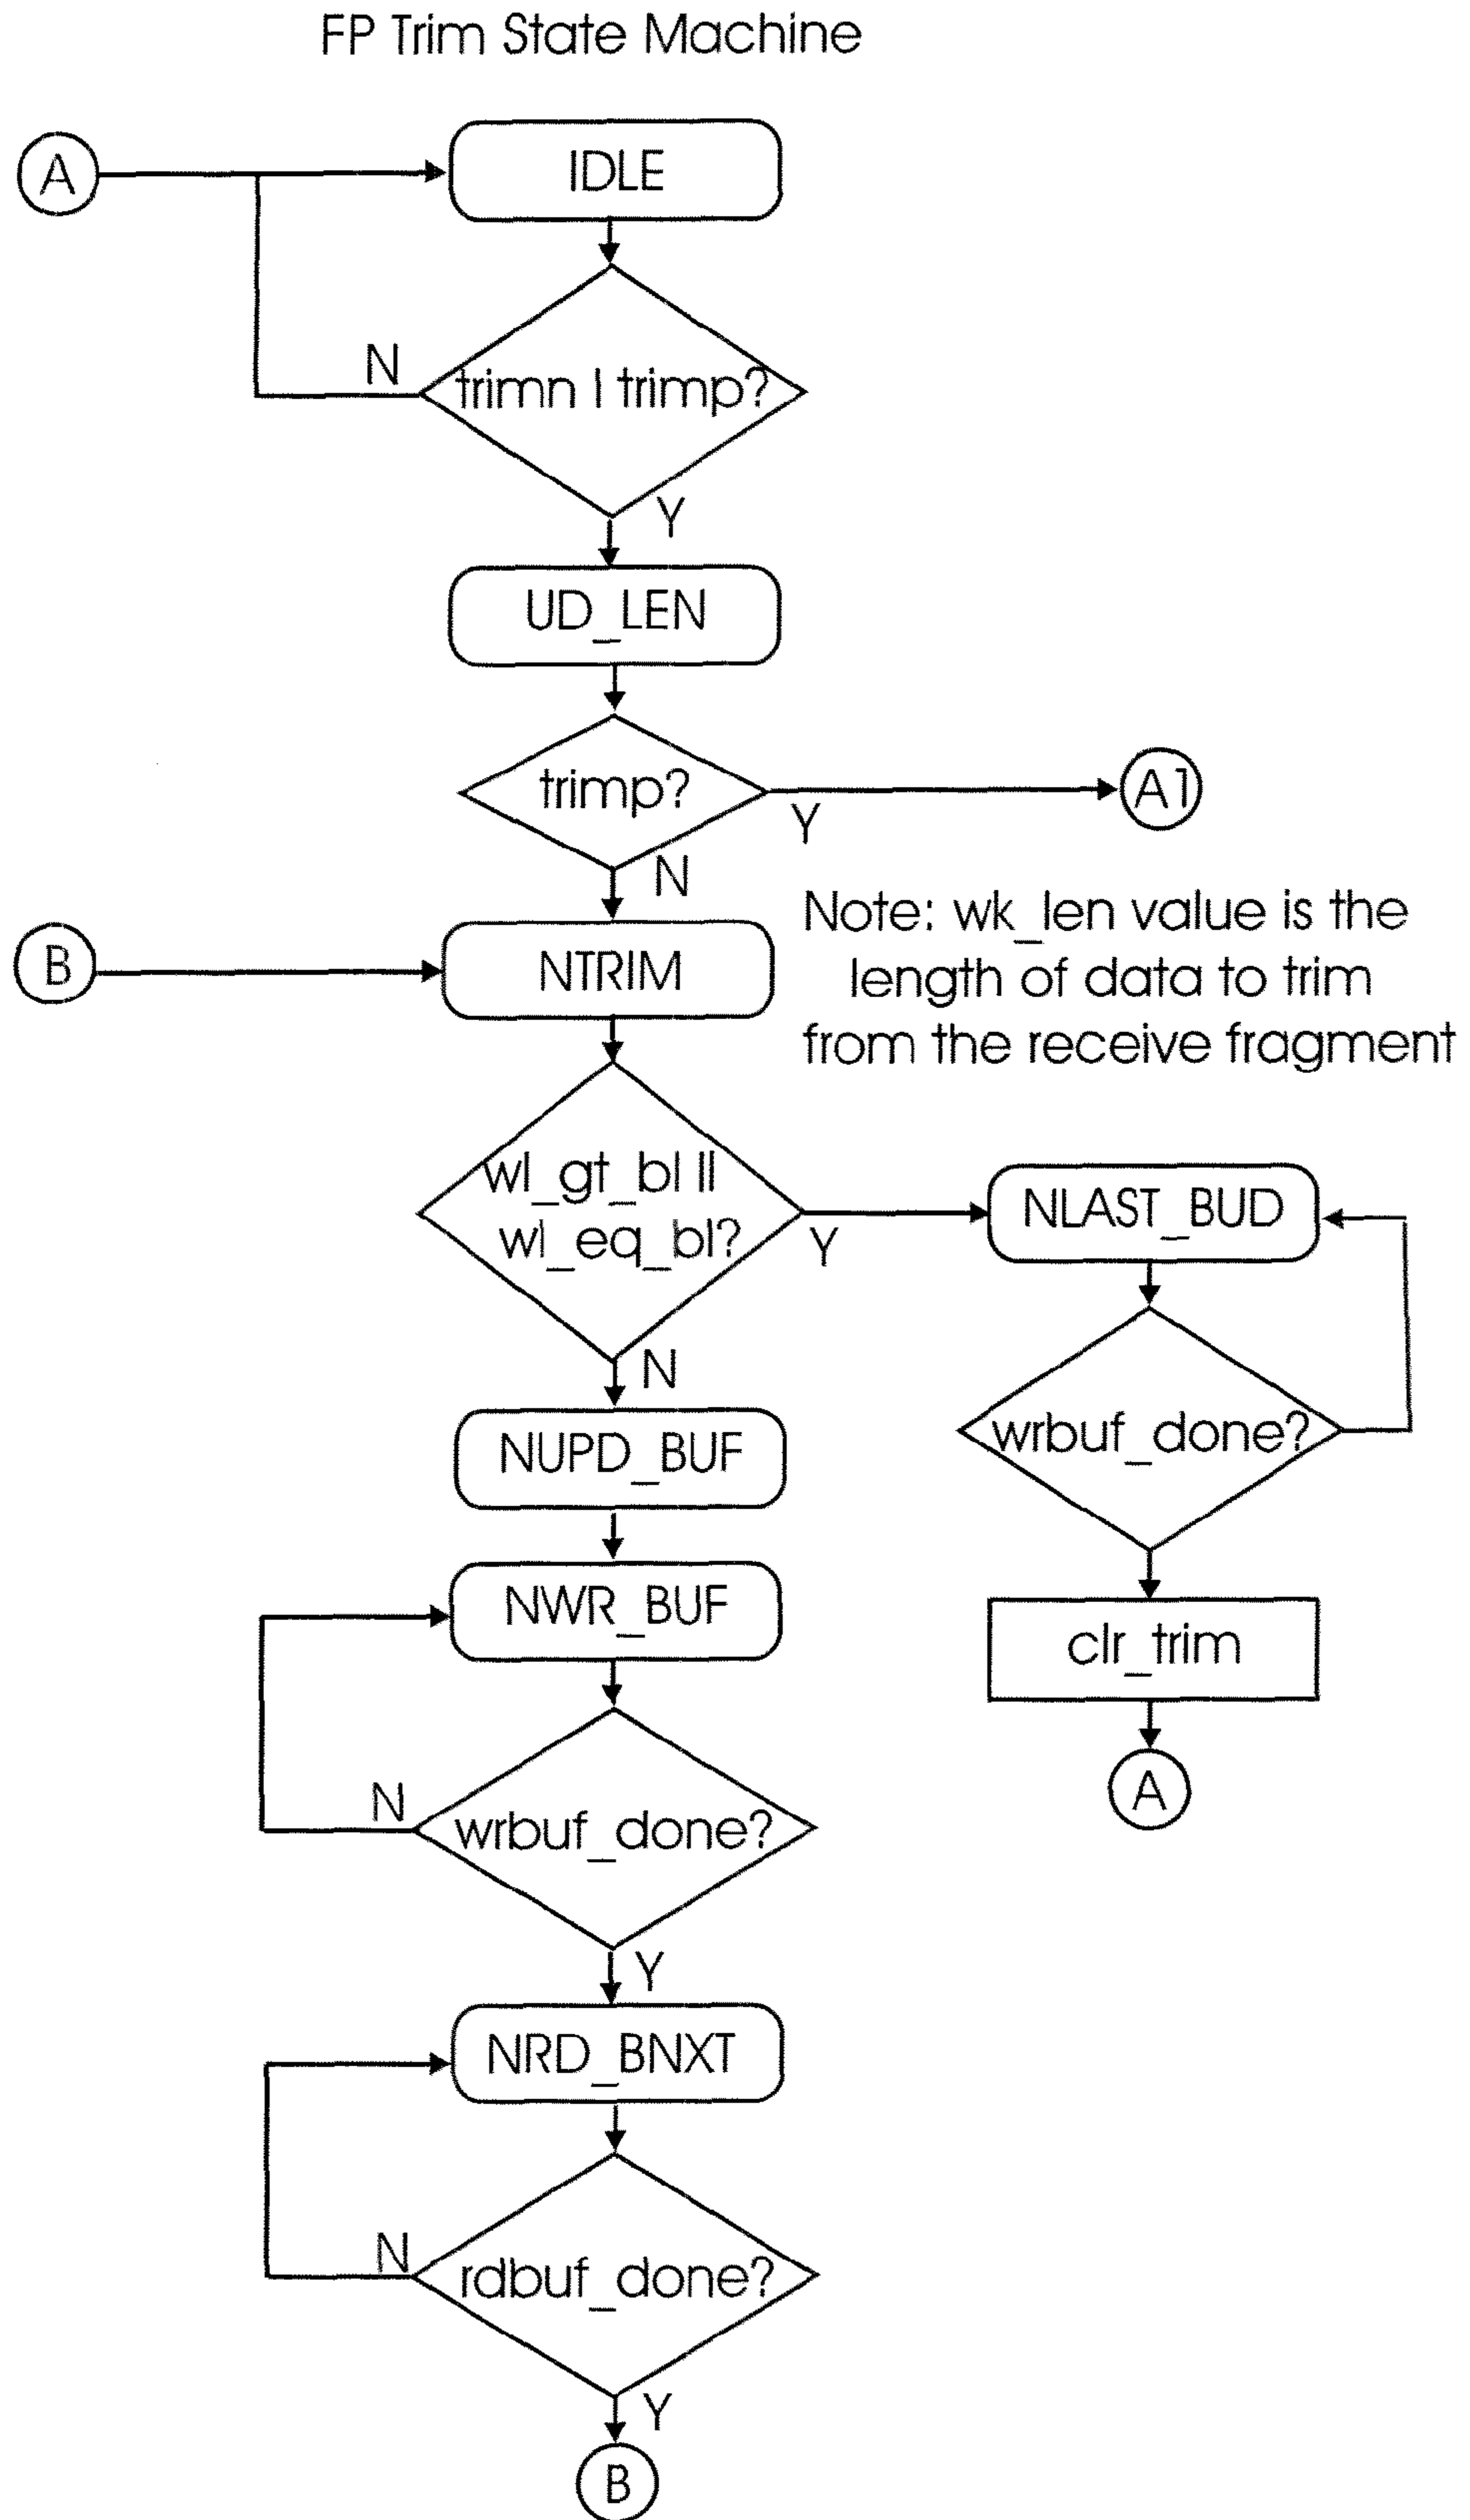 FP Trim State Machine
A
IDLE
N
trimn | trimp?
Y
UD_LEN
trimp?
Y
A1
N
B
NTRIM
Note: wk_len value is the
length of data to trim
from the receive fragment
wl_gt_bl ||
wl_eq_bl?
Y
NLAST_BUD
N
NUPD_BUF
wrbuf_done?
NWR_BUF
clr_trim
A
N
wrbuf_done?
Y
NRD_BNXT
N
rdbuf_done?
Y
B